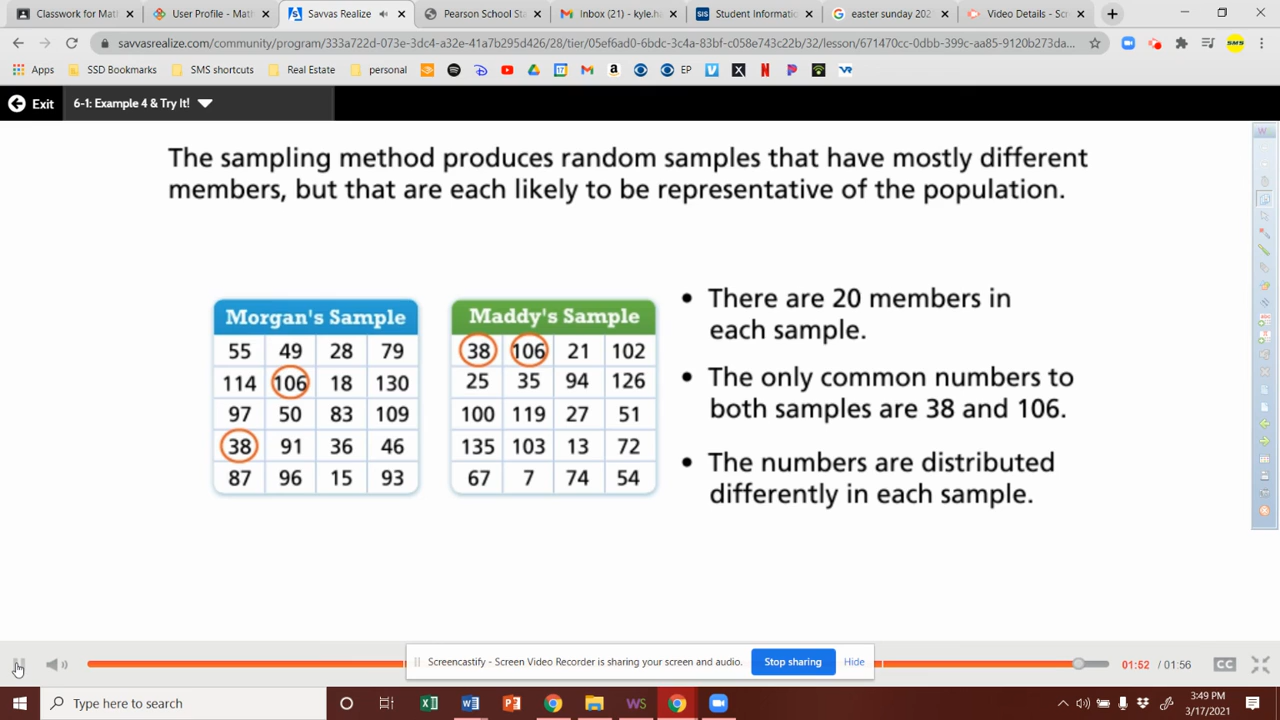 Classwork for Mat
User Profile - Math
Savvas Realize
Pearson School Sta
Inbox (21) - kyle.ha
Student Informatic
easter sunday 202
Video Details - Scr
savvasrealize.com/community/program/333a722d-073e-3dc4-a32e-41a7b295d426/28/tier/05ef6ad0-6bdc-3c4a-83bf-c058e743c22b/32/lesson/671470cc-0dbb-399c-aa85-9120b273da...
Apps
SSD Bookmarks
SMS shortcuts
Real Estate
personal
EP
Exit
6-1: Example 4 & Try It!
The sampling method produces random samples that have mostly different
members, but that are each likely to be representative of the population.
Morgan's Sample
55 49 28 79
114 106 18 130
97 50 83 109
38 91 36 46
87 96 15 93
Maddy's Sample
38 106 21 102
25 35 94 126
100 119 27 51
135 103 13 72
67 7 74 54
• There are 20 members in
each sample.
• The only common numbers to
both samples are 38 and 106.
• The numbers are distributed
differently in each sample.
Screencastify - Screen Video Recorder is sharing your screen and audio.
Stop sharing
Hide
1:52 / 1:56
CC
Type here to search
3:49 PM
3/17/2021